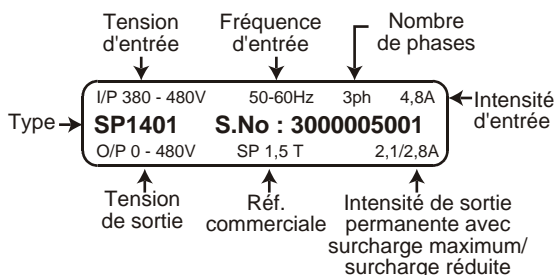 Tension
d'entrée
Fréquence
d'entrée
Nombre
de phases
I/P 380 - 480V 50-60Hz 3ph 4,8A
Intensité
d'entrée
Type
SP1401 S.No : 3000005001
O/P 0 - 480V SP 1,5 T 2,1/2,8A
Tension
de sortie
Réf.
commerciale
Intensité de sortie
permanente avec
surcharge maximum/
surcharge réduite